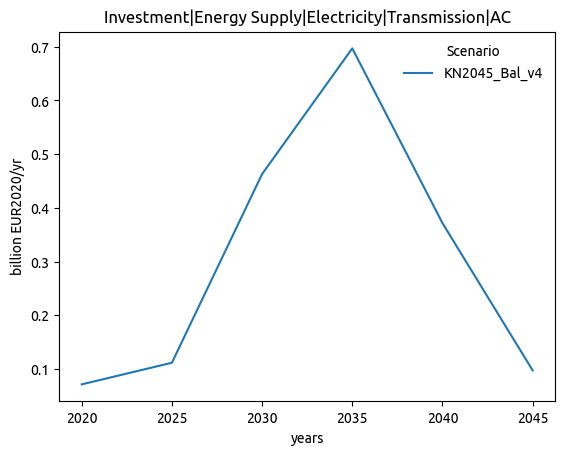 Investment|Energy Supply|Electricity|Transmission|AC
Scenario
KN2045_Bal_v4
billion EUR2020/yr
0.7
0.6
0.5
0.4
0.3
0.2
0.1
2020 2025 2030 2035 2040 2045
years